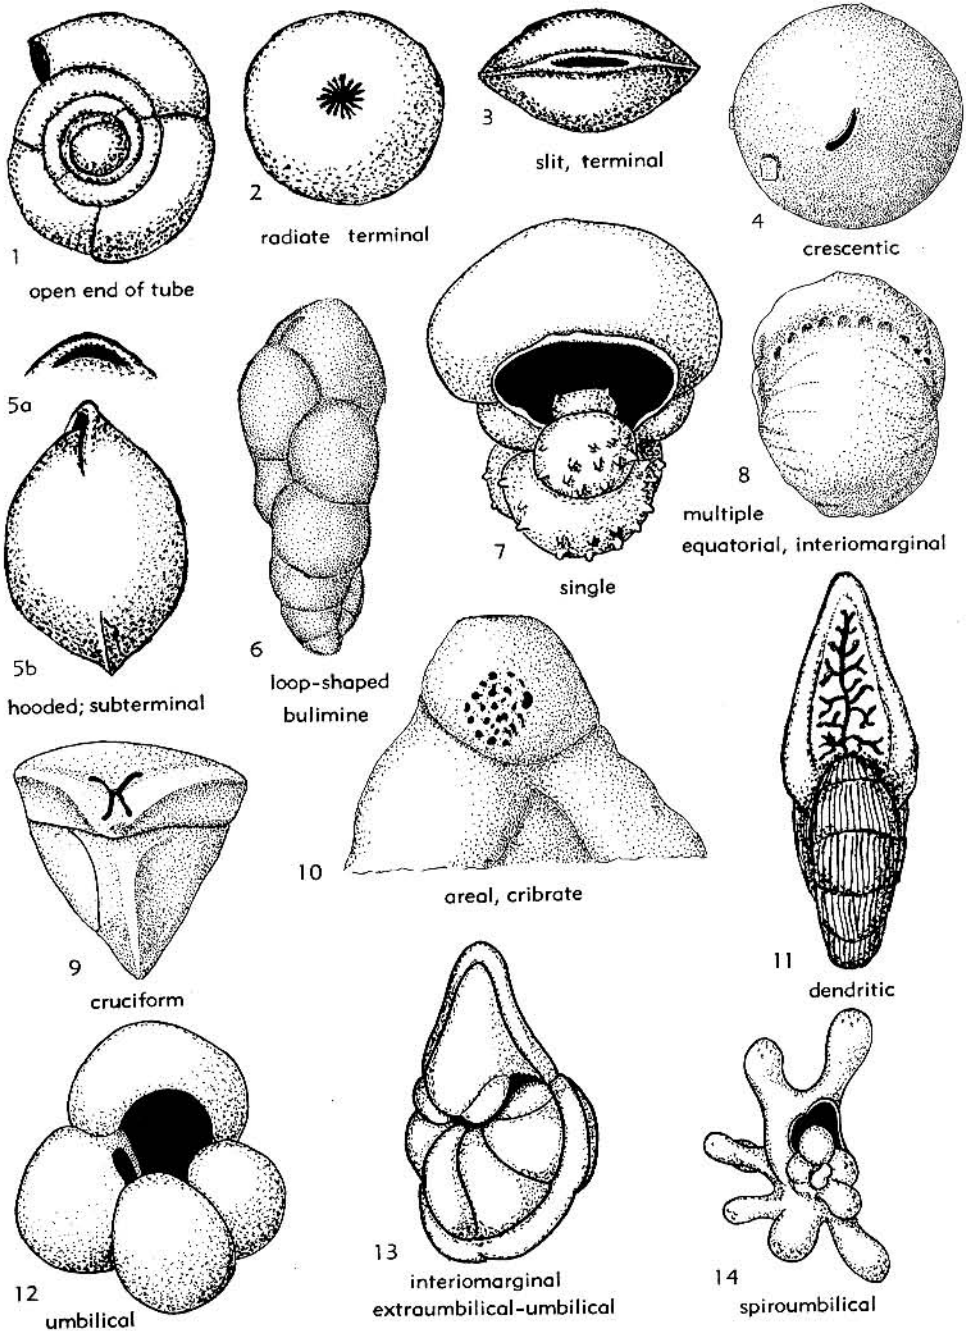 1
open end of tube
2
radiate terminal
3
slit, terminal
4
crescentic
5a
5b
hooded; subterminal
6
loop-shaped
bulimine
7
single
8
multiple
equatorial, interiomarginal
9
cruciform
10
areal, cribrate
11
dendritic
12
umbilical
13
interiomarginal
extraumbilical-umbilical
14
spiroumbilical